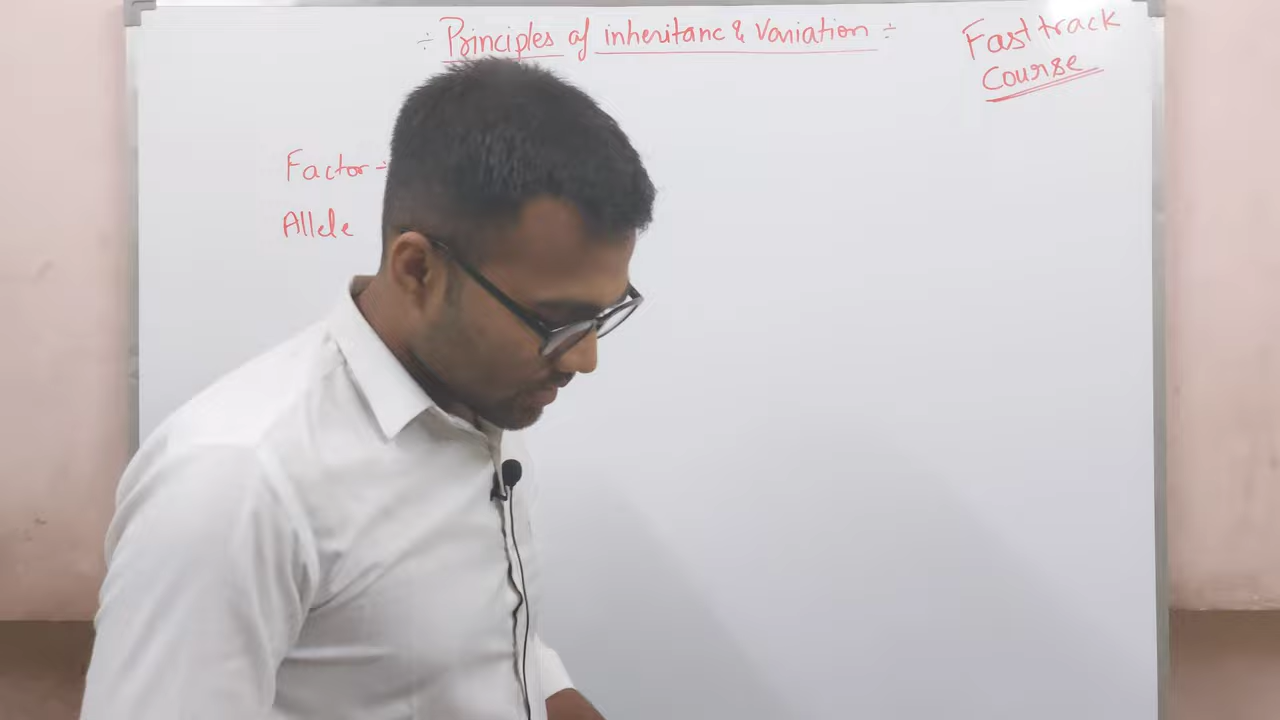 ÷ Principles of inheritanc & Variation ÷
Fast track
Course
Factor ÷
Allele